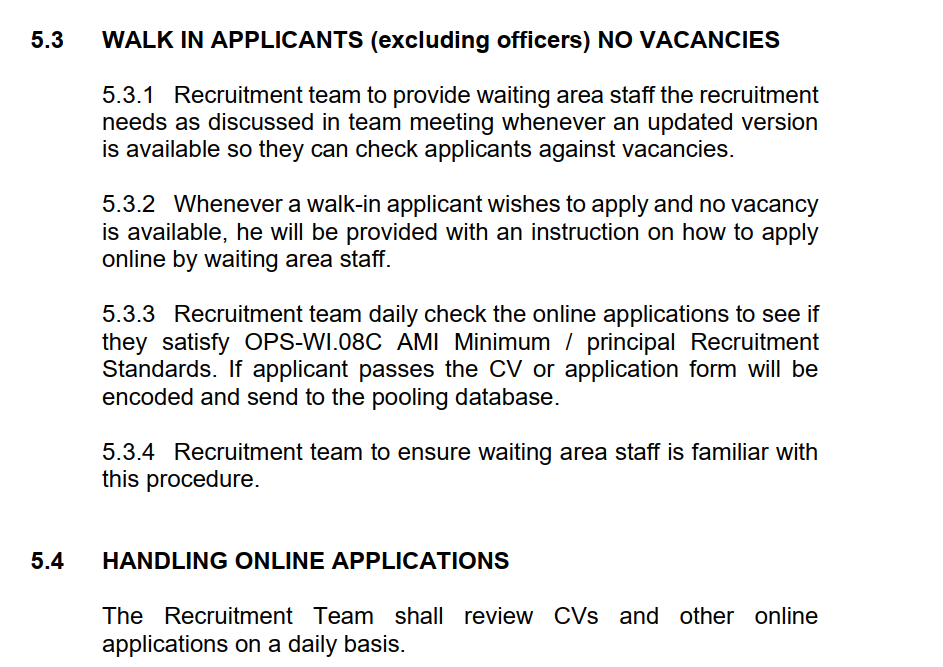 5.3 WALK IN APPLICANTS (excluding officers) NO VACANCIES
5.3.1 Recruitment team to provide waiting area staff the recruitment
needs as discussed in team meeting whenever an updated version
is available so they can check applicants against vacancies.
5.3.2 Whenever a walk-in applicant wishes to apply and no vacancy
is available, he will be provided with an instruction on how to apply
online by waiting area staff.
5.3.3 Recruitment team daily check the online applications to see if
they satisfy OPS-WI.08C AMI Minimum / principal Recruitment
Standards. If applicant passes the CV or application form will be
encoded and send to the pooling database.
5.3.4 Recruitment team to ensure waiting area staff is familiar with
this procedure.
5.4 HANDLING ONLINE APPLICATIONS
The Recruitment Team shall review CVs and other online
applications on a daily basis.